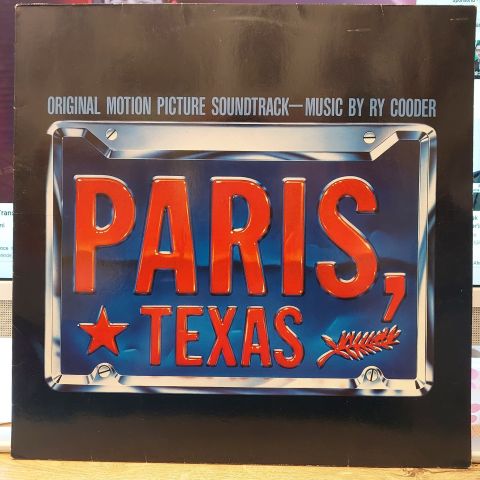 ORIGINAL MOTION PICTURE SOUNDTRACK—MUSIC BY RY COODER
PARIS,
TEXAS